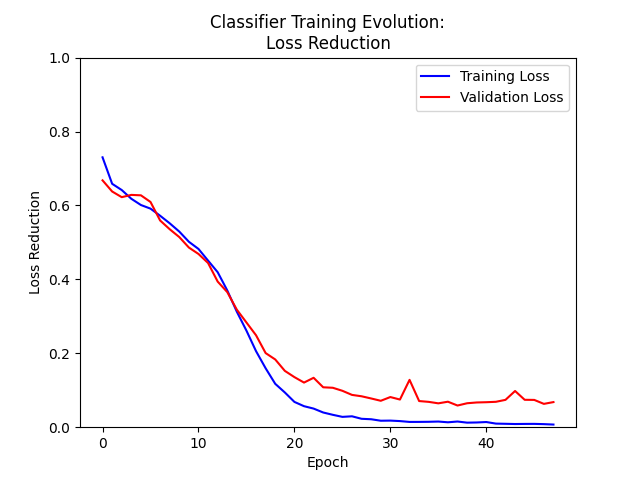 Classifier Training Evolution:
Loss Reduction
Training Loss
Validation Loss
Loss Reduction
1.0
0.8
0.6
0.4
0.2
0.0
0 10 20 30 40
Epoch